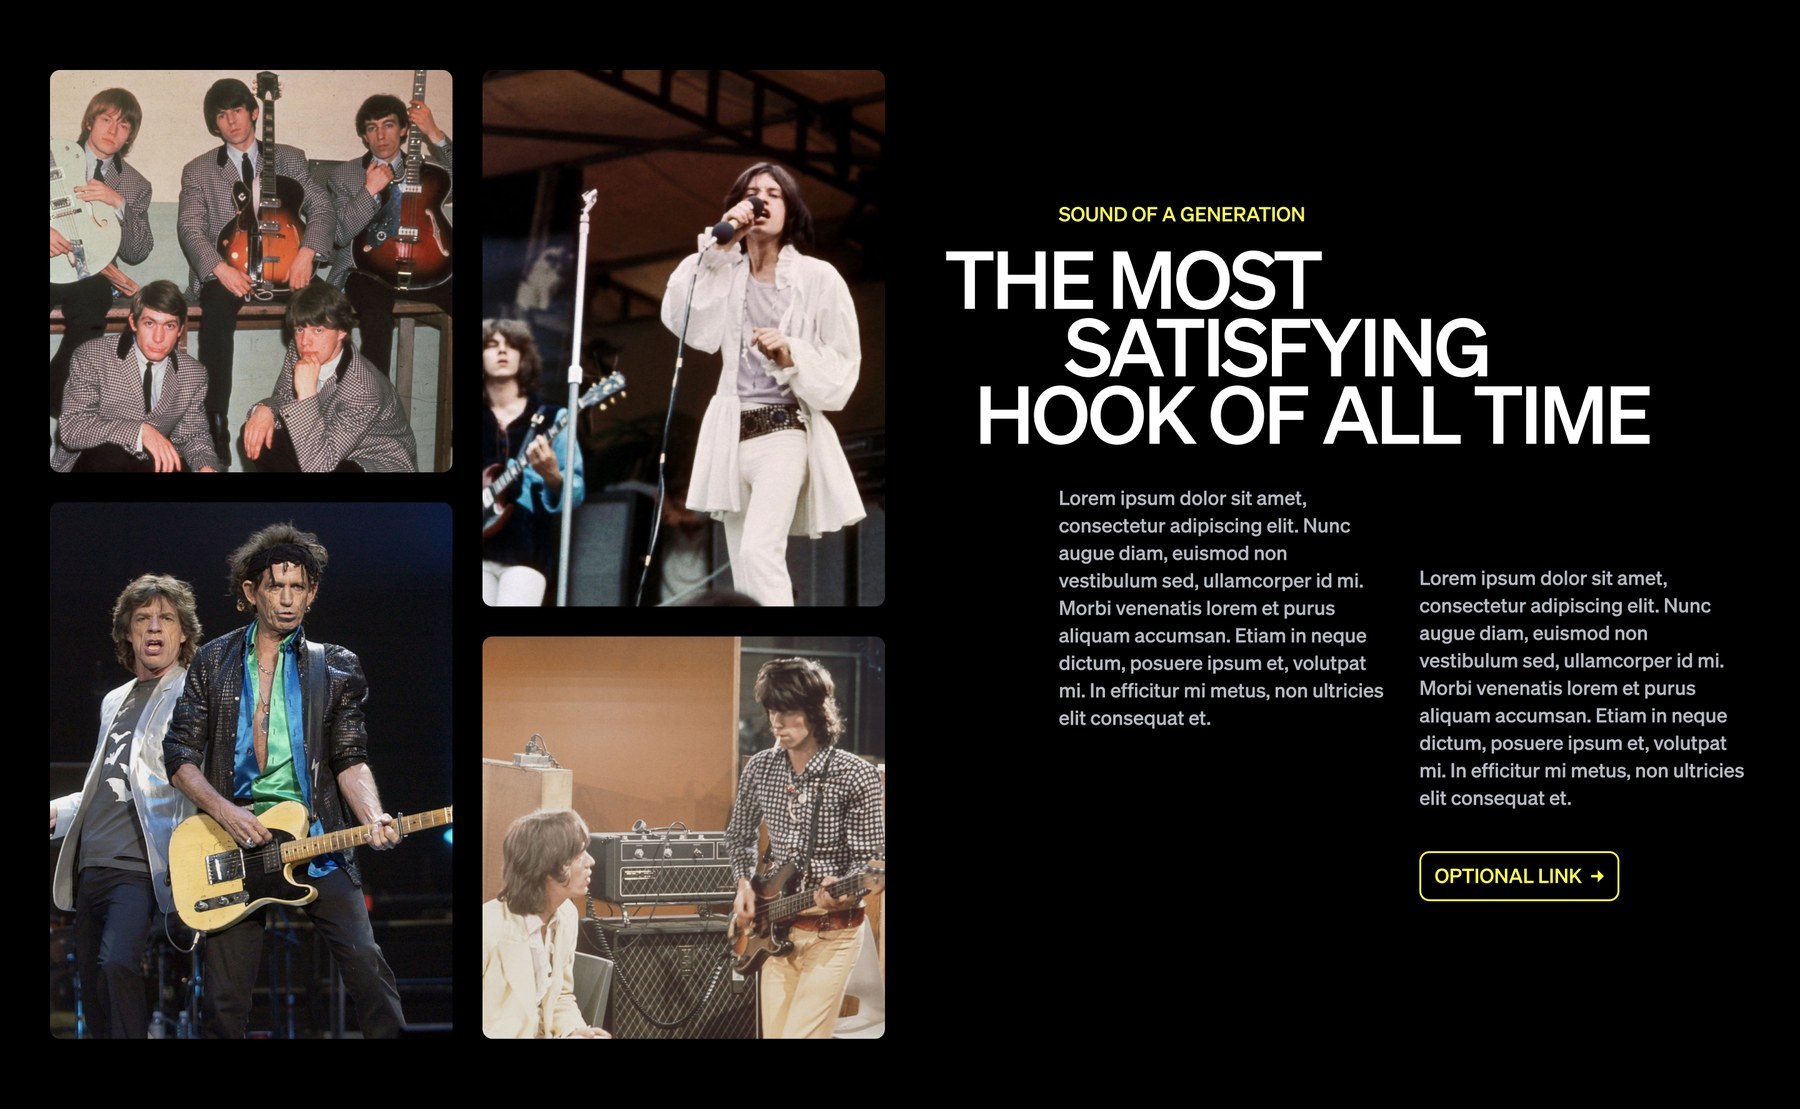 SOUND OF A GENERATION
THE MOST
SATISFYING
HOOK OF ALL TIME
Lorem ipsum dolor sit amet,
consectetur adipiscing elit. Nunc
augue diam, euismod non
vestibulum sed, ullamcorper id mi.
Morbi venenatis lorem et purus
aliquam accumsan. Etiam in neque
dictum, posuere ipsum et, volutpat
mi. In efficitur mi metus, non ultricies
elit consequat et.
Lorem ipsum dolor sit amet,
consectetur adipiscing elit. Nunc
augue diam, euismod non
vestibulum sed, ullamcorper id mi.
Morbi venenatis lorem et purus
aliquam accumsan. Etiam in neque
dictum, posuere ipsum et, volutpat
mi. In efficitur mi metus, non ultricies
elit consequat et.
OPTIONAL LINK →